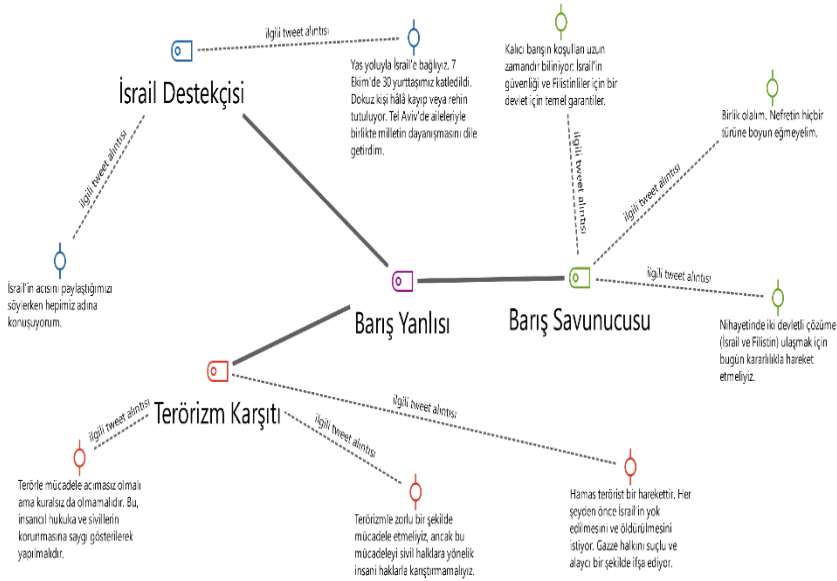 ilgili tweet alıntısı
İsrail Destekçisi
Yas yoluyla İsrail'e bağlıyız. 7
Ekim'de 30 yurttaşımız katledildi.
Dokuz kişi hâlâ kayıp veya rehin
tutuluyor. Tel Aviv'de aileleriyle
birlikte milletin dayanışmasını dile
getirdim.
Kalıcı barışın koşulları uzun
zamandır biliniyor: İsrail'in
güvenliği ve Filistinliler için bir
devlet için temel garantiler.
Birlik olalım. Nefretin hiçbir
türüne boyun eğmeyelim.
ilgili tweet alıntısı
ilgili tweet alıntısı
ilgili tweet alıntısı
İsrail'in acısını paylaştığımızı
söylerken hepimiz adına
konuşuyorum.
ilgili tweet alıntısı
Barış Yanlısı
Barış Savunucusu
Nihayetinde iki devletli çözüme
(İsrail ve Filistin) ulaşmak için
bugün kararlılıkla hareket
etmeliyiz.
Terörizm Karşıtı
ilgili tweet alıntısı
ilgili tweet alıntısı
ilgili tweet alıntısı
Terörle mücadele acımasız olmalı
ama kuralsız da olmamalıdır. Bu,
insancıl hukuka ve sivillerin
korunmasına saygı gösterilerek
yapılmalıdır.
Terörizmle zorlu bir şekilde
mücadele etmeliyiz, ancak bu
mücadeleyi sivil halklara yönelik
insani haklarla karıştırmamalıyız.
Hamas terörist bir harekettir. Her
şeyden önce İsrail'in yok
edilmesini ve öldürülmesini
istiyor. Gazze halkını suçlu ve
alaycı bir şekilde ifşa ediyor.